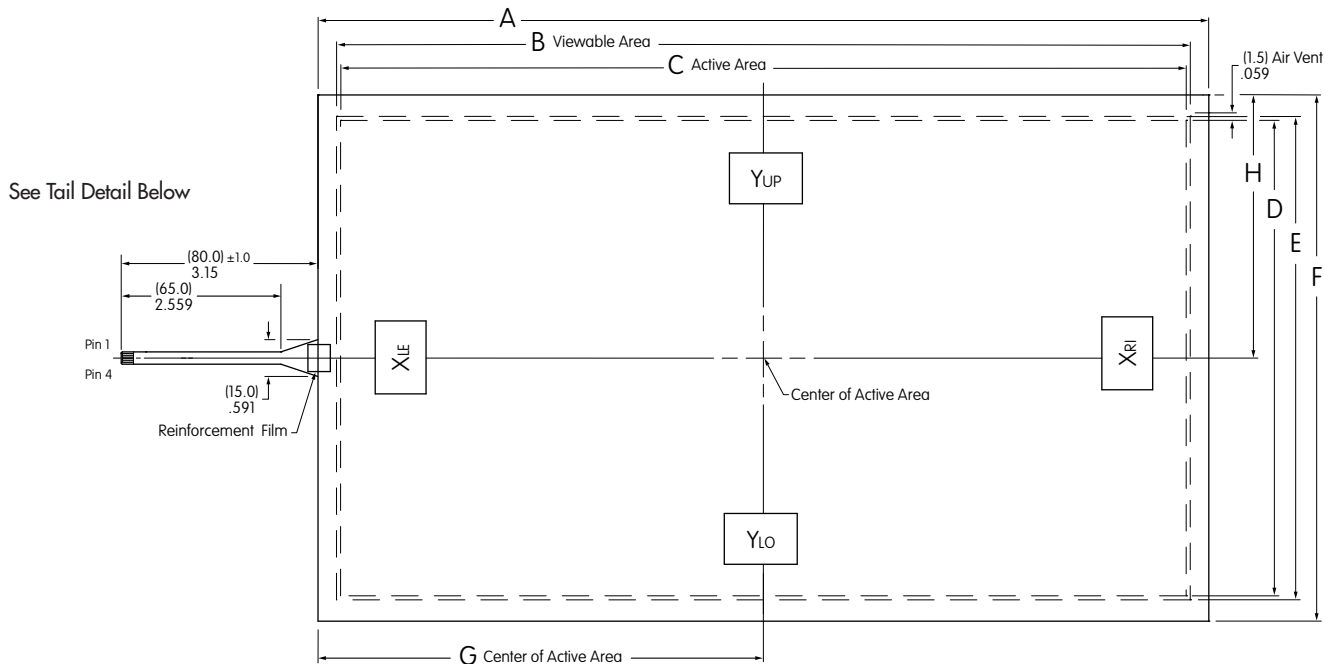 A
B Viewable Area
C Active Area
(1.5) Air Vent
.059
YUP
H
See Tail Detail Below
D
E
F
(80.0) ±1.0
3.15
(65.0)
2.559
Pin 1
Pin 4
XLE
XRI
(15.0)
.591
Center of Active Area
Reinforcement Film
YLO
G Center of Active Area